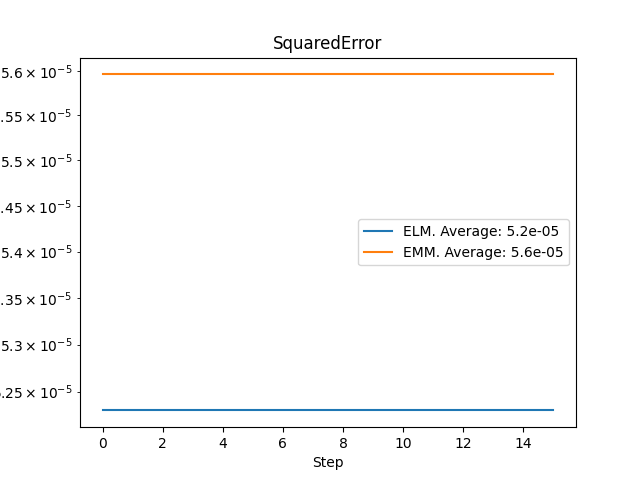 SquaredError
5.6 × 10⁻⁵
.55 × 10⁻⁵
5.5 × 10⁻⁵
.45 × 10⁻⁵
5.4 × 10⁻⁵
.35 × 10⁻⁵
5.3 × 10⁻⁵
.25 × 10⁻⁵
ELM. Average: 5.2e-05
EMM. Average: 5.6e-05
0 2 4 6 8 10 12 14
Step